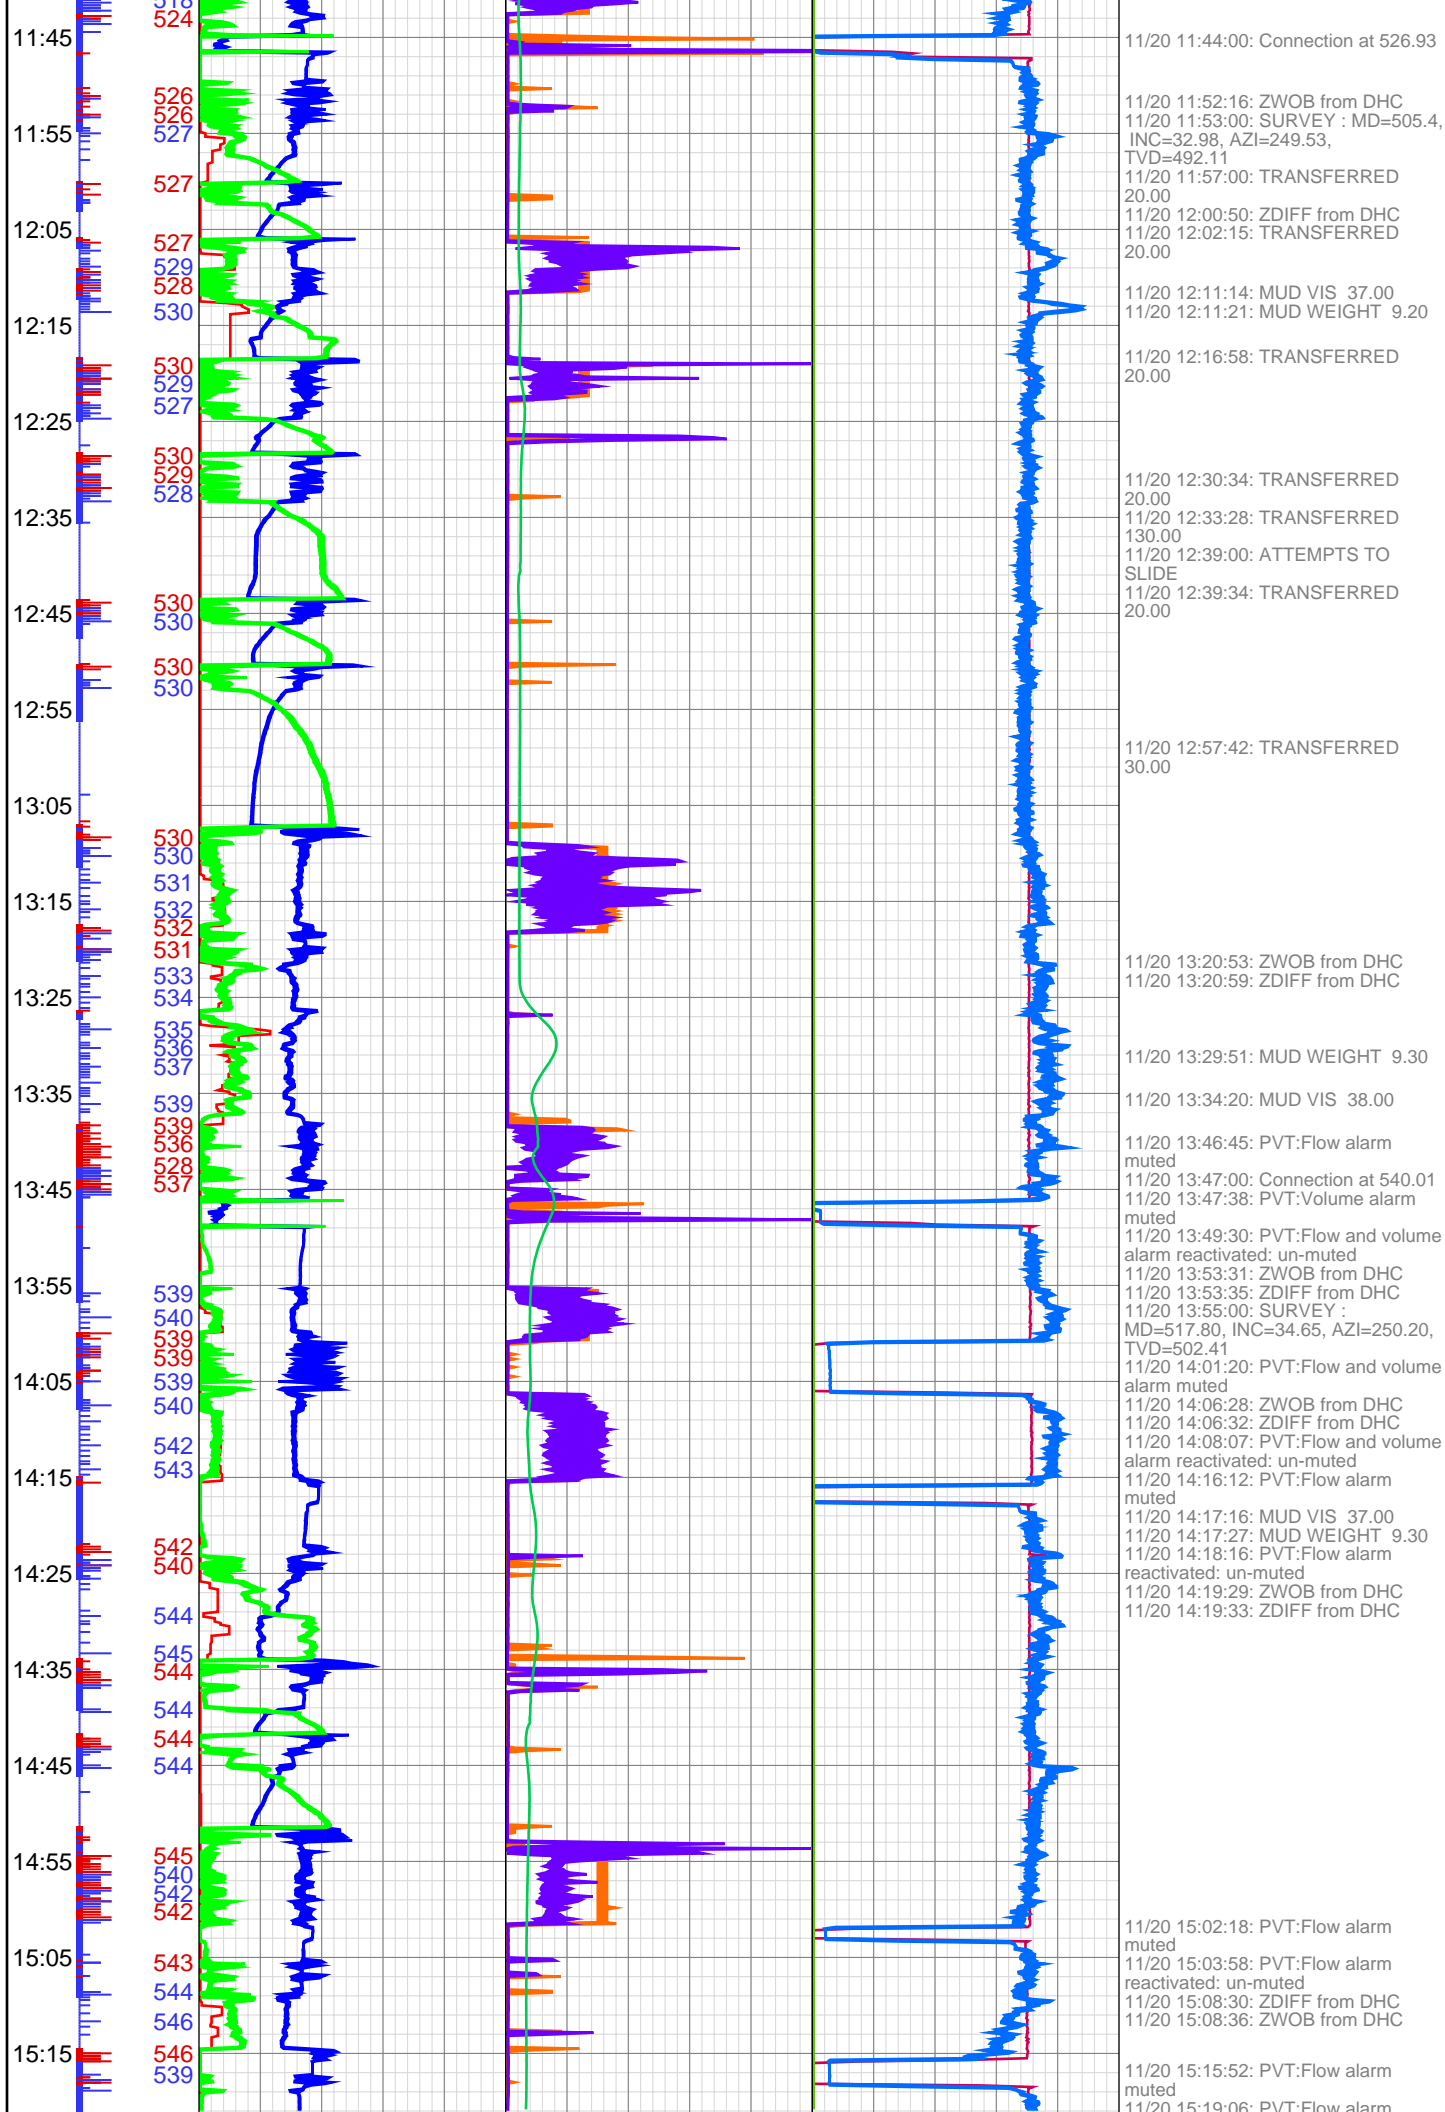 518
524
11:45
526
526
11:55
527
527
12:05
527
529
528
530
12:15
530
529
527
12:25
530
529
528
12:35
530
12:45
530
530
530
12:55
13:05
530
530
531
13:15
532
532
531
533
13:25
534
535
536
537
13:35
539
539
536
528
537
13:45
13:55
539
540
539
539
14:05
539
540
542
543
14:15
542
540
14:25
544
545
14:35
544
544
544
14:45
544
545
14:55
540
542
542
15:05
543
544
546
15:15
546
539
11/20 11:44:00: Connection at 526.93
11/20 11:52:16: ZWOB from DHC
11/20 11:53:00: SURVEY : MD=505.4,
INC=32.98, AZI=249.53,
TVD=492.11
11/20 11:57:00: TRANSFERRED
20.00
11/20 12:00:50: ZDIFF from DHC
11/20 12:02:15: TRANSFERRED
20.00
11/20 12:11:14: MUD VIS 37.00
11/20 12:11:21: MUD WEIGHT 9.20
11/20 12:16:58: TRANSFERRED
20.00
11/20 12:30:34: TRANSFERRED
20.00
11/20 12:33:28: TRANSFERRED
130.00
11/20 12:39:00: ATTEMPTS TO
SLIDE
11/20 12:39:34: TRANSFERRED
20.00
11/20 12:57:42: TRANSFERRED
30.00
11/20 13:20:53: ZWOB from DHC
11/20 13:20:59: ZDIFF from DHC
11/20 13:29:51: MUD WEIGHT 9.30
11/20 13:34:20: MUD VIS 38.00
11/20 13:46:45: PVT:Flow alarm
muted
11/20 13:47:00: Connection at 540.01
11/20 13:47:38: PVT:Volume alarm
muted
11/20 13:49:30: PVT:Flow and volume
alarm reactivated: un-muted
11/20 13:53:31: ZWOB from DHC
11/20 13:53:35: ZDIFF from DHC
11/20 13:55:00: SURVEY :
MD=517.80, INC=34.65, AZI=250.20,
TVD=502.41
11/20 14:01:20: PVT:Flow and volume
alarm muted
11/20 14:06:28: ZWOB from DHC
11/20 14:06:32: ZDIFF from DHC
11/20 14:08:07: PVT:Flow and volume
alarm reactivated: un-muted
11/20 14:16:12: PVT:Flow alarm
muted
11/20 14:17:16: MUD VIS 37.00
11/20 14:17:27: MUD WEIGHT 9.30
11/20 14:18:16: PVT:Flow alarm
reactivated: un-muted
11/20 14:19:29: ZWOB from DHC
11/20 14:19:33: ZDIFF from DHC
11/20 15:02:18: PVT:Flow alarm
muted
11/20 15:03:58: PVT:Flow alarm
reactivated: un-muted
11/20 15:08:30: ZDIFF from DHC
11/20 15:08:36: ZWOB from DHC
11/20 15:15:52: PVT:Flow alarm
muted
11/20 15:19:06: PVT:Flow alarm